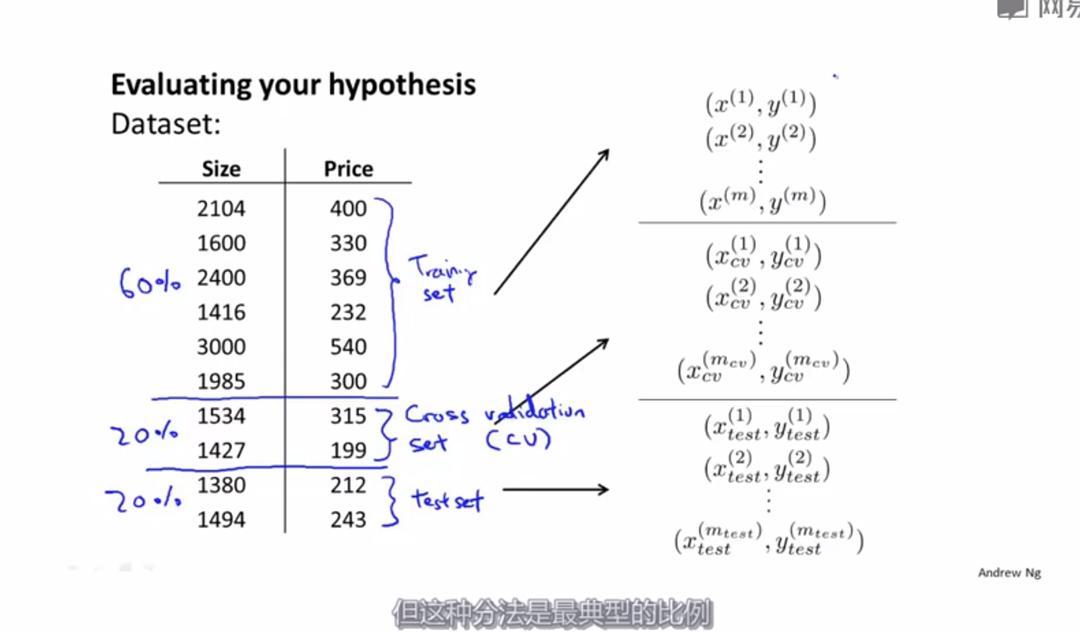 网易
Evaluating your hypothesis
Dataset:
Size Price
2104 400
1600 330
2400 369
1416 232
3000 540
1985 300
1534 315
1427 199
1380 212
1494 243
60%
20%
20%
Training set
Cross validation set (CV)
test set
(x^{(1)}, y^{(1)})
(x^{(2)}, y^{(2)})
⋮
(x^{(m)}, y^{(m)})
(x_{cv}^{(1)}, y_{cv}^{(1)})
(x_{cv}^{(2)}, y_{cv}^{(2)})
⋮
(x_{cv}^{(m_{cv})}, y_{cv}^{(m_{cv})})
(x_{test}^{(1)}, y_{test}^{(1)})
(x_{test}^{(2)}, y_{test}^{(2)})
⋮
(x_{test}^{(m_{test})}, y_{test}^{(m_{test})})
Andrew Ng
但这种分法是最典型的比例